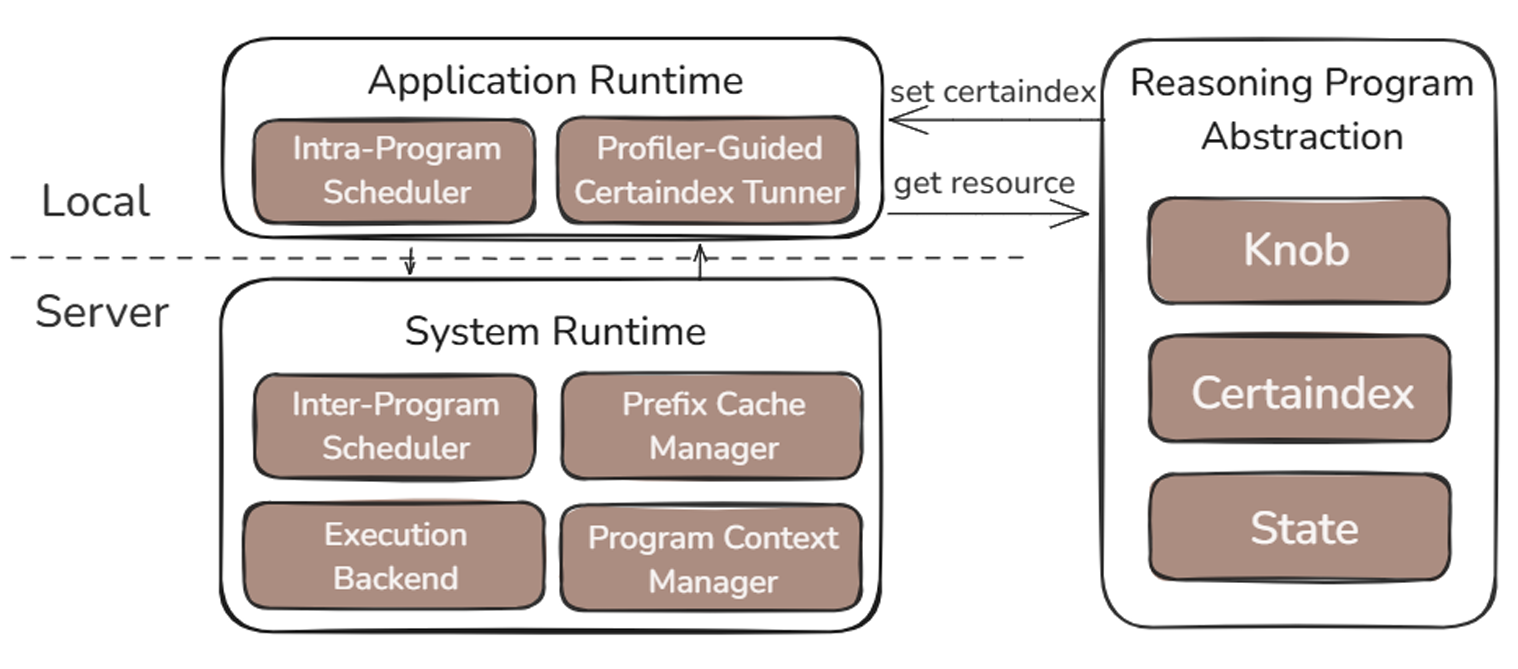 Local
Server
Application Runtime
Intra-Program
Scheduler
Profiler-Guided
Certaindex Tunner
set certaindex
get resource
System Runtime
Inter-Program
Scheduler
Prefix Cache
Manager
Execution
Backend
Program Context
Manager
Reasoning Program
Abstraction
Knob
Certaindex
State